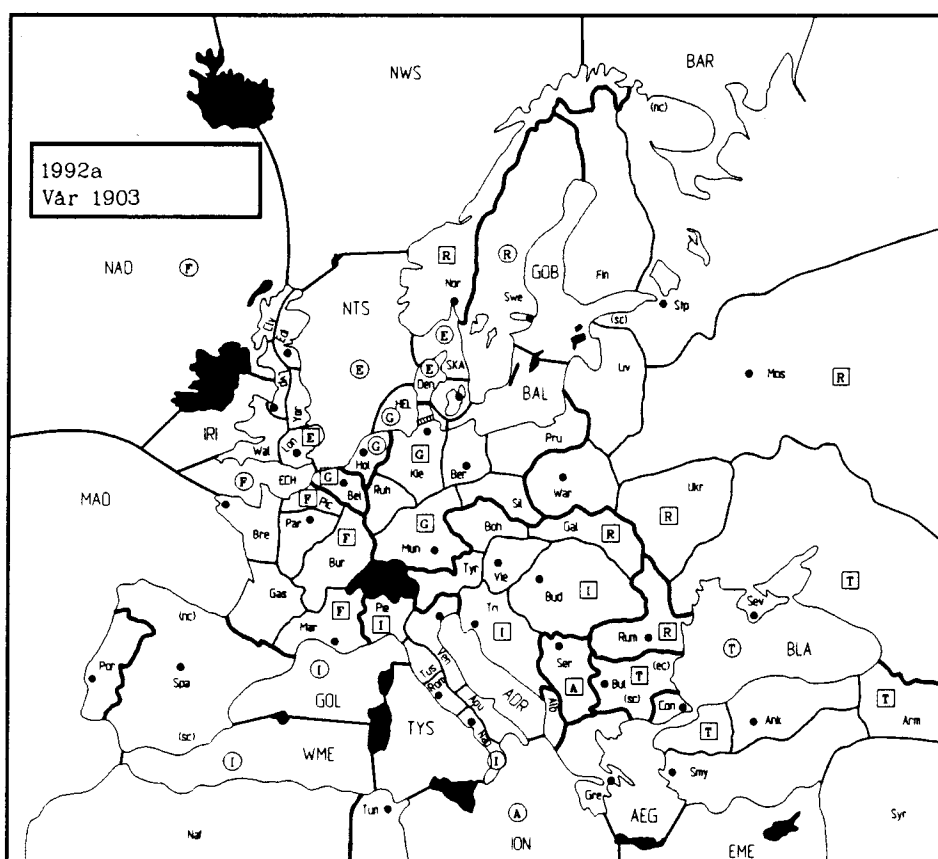 NWS
BAR
(nc)
1992a
Vår 1903
NAO
F
R
R
GOB
Fin
Nor
Swe
Stp
(sc)
NTS
Cly
Edi
E
SKA
E
E
Den
Lvp
Yor
BAL
Liv
Mos
R
IRI
Wal
Lon
E
HEL
G
G
Hol
Kie
G
Ber
Pru
War
MAO
F
ECH
G
Bel
Ruh
Sil
Ukr
R
F
Pic
Par
Bre
F
Bur
G
Mun
Boh
Gal
R
Tyr
Vie
Bud
I
Gas
F
Mar
Pie
I
Tri
I
T
Sev
T
BLA
Rum
R
(nc)
Por
Spa
(sc)
I
GOL
Tus
Ven
Rom
Apu
Nap
ADR
Ser
A
Alb
T
Bul
(ec)
(sc)
Con
T
Ank
T
Arm
TYS
I
WME
I
Smy
Gre
Tun
Naf
A
ION
AEG
EME
Syr